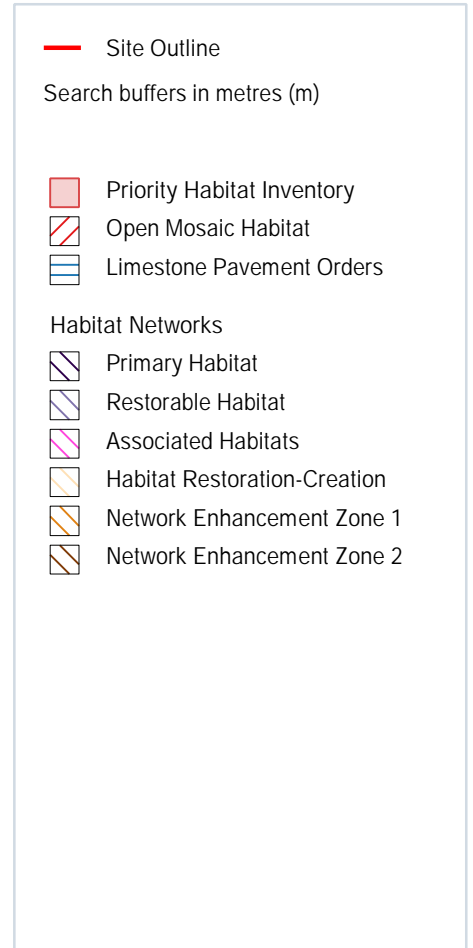 Site Outline
Search buffers in metres (m)
Priority Habitat Inventory
Open Mosaic Habitat
Limestone Pavement Orders
Habitat Networks
Primary Habitat
Restorable Habitat
Associated Habitats
Habitat Restoration-Creation
Network Enhancement Zone 1
Network Enhancement Zone 2